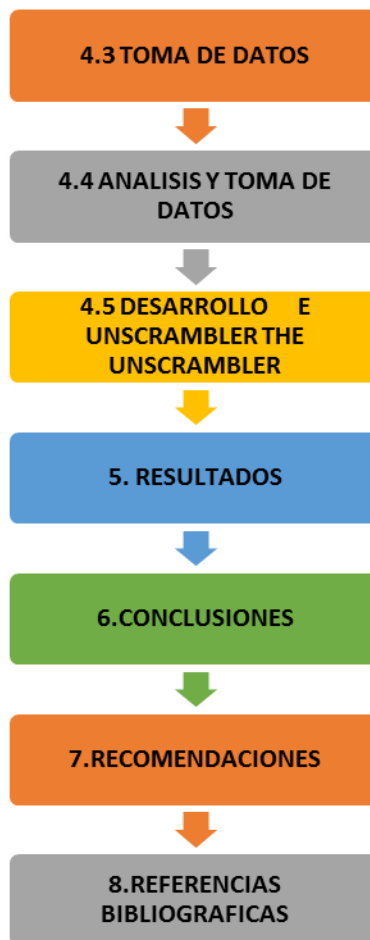 4.3 TOMA DE DATOS
4.4 ANALISIS Y TOMA DE
DATOS
4.5 DESARROLLO E
UNSCRAMBLER THE
UNSCRAMBLER
5. RESULTADOS
6.CONCLUSIONES
7.RECOMENDACIONES
8.REFERENCIAS
BIBLIOGRAFICAS